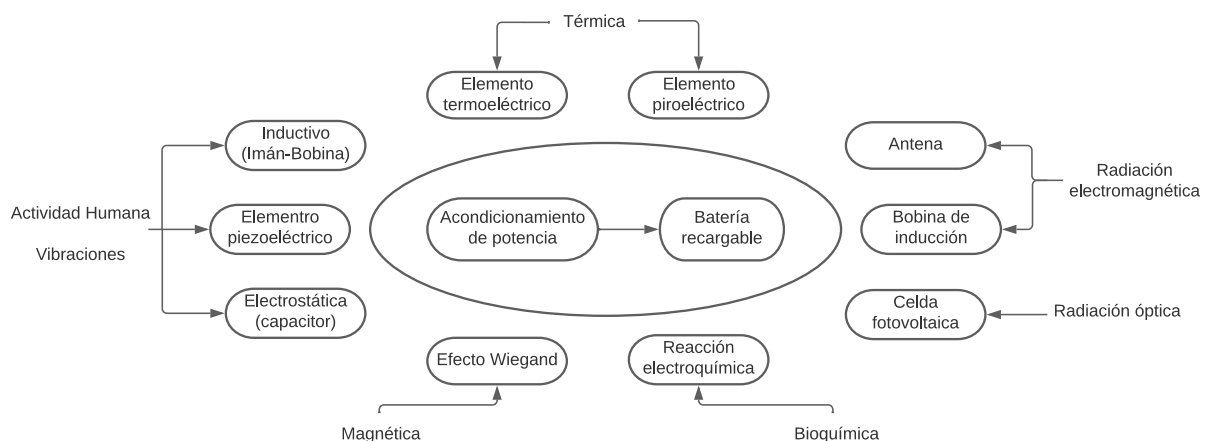 Térmica
Elemento
termoeléctrico
Elemento
piroeléctrico
Inductivo
(Imán-Bobina)
Antena
Radiación
electromagnética
Actividad Humana
Vibraciones
Elementro
piezoeléctrico
Acondicionamiento
de potencia
Batería
recargable
Bobina de
inducción
Electrostática
(capacitor)
Celda
fotovoltaica
Radiación óptica
Efecto Wiegand
Reacción
electroquímica
Magnética
Bioquímica